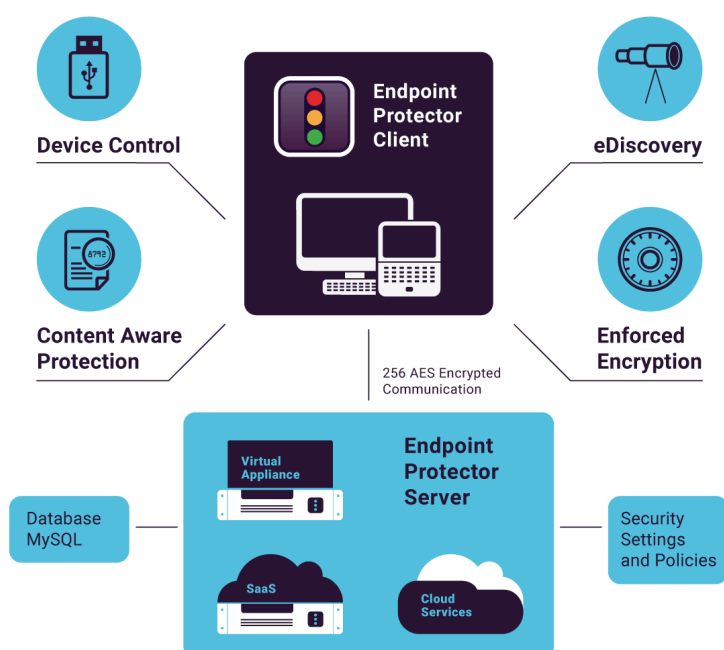 Endpoint
Protector
Client
Device Control
eDiscovery
8792
Content Aware
Protection
Enforced
Encryption
256 AES Encrypted
Communication
Endpoint
Protector
Server
Virtual
Appliance
Database
MySQL
Security
Settings
and Policies
SaaS
Cloud
Services